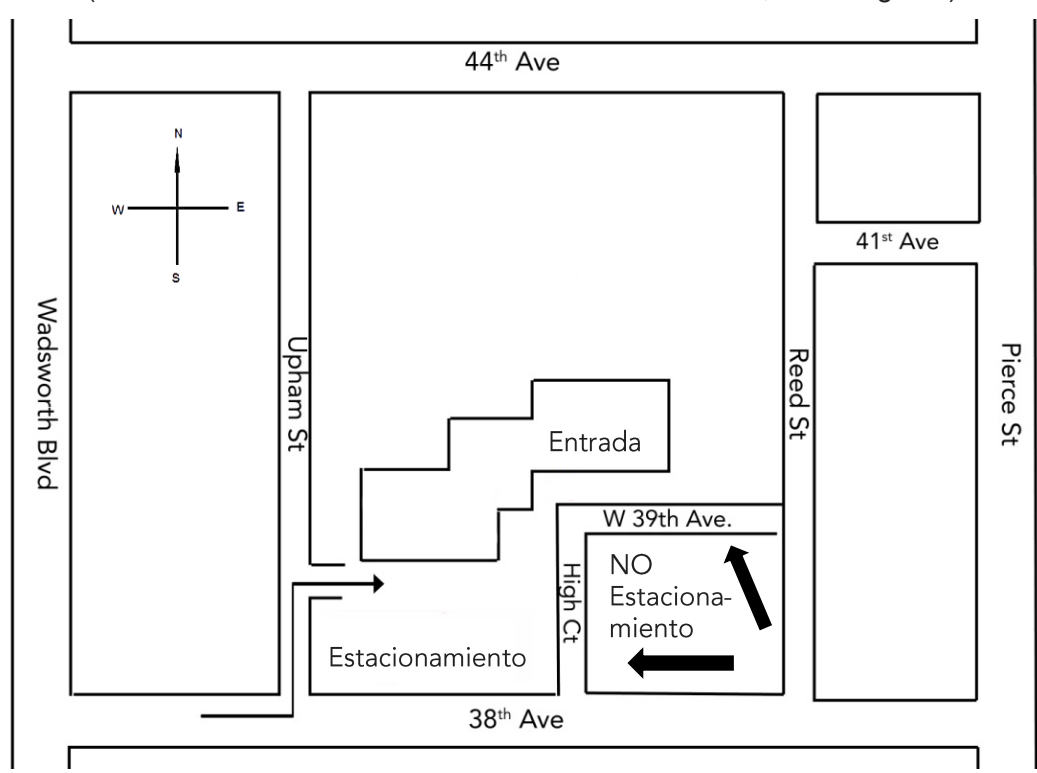 44th Ave
N
W
E
S
41st Ave
Wadsworth Blvd
Upham St
Reed St
Pierce St
Entrada
W 39th Ave.
High Ct
NO
Estaciona-
miento
Estacionamiento
38th Ave